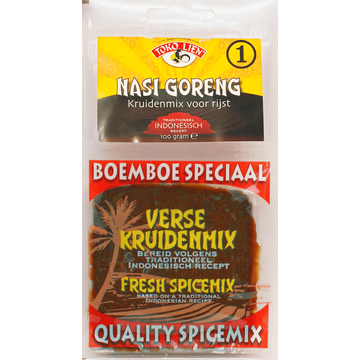 TOKO LIEN
1
NASI GORENG
Kruidenmix voor rijst
TRADITIONEEL
INDONESISCH
RECEPT
100 gram e
BOEMBOE SPECIAAL
VERSE
KRUIDENMIX
BEREID VOLGENS
TRADITIONEEL
INDONESISCH RECEPT
FRESH SPICEMIX
BASED ON A TRADITIONAL
INDONESIAN RECIPE
QUALITY SPICEMIX